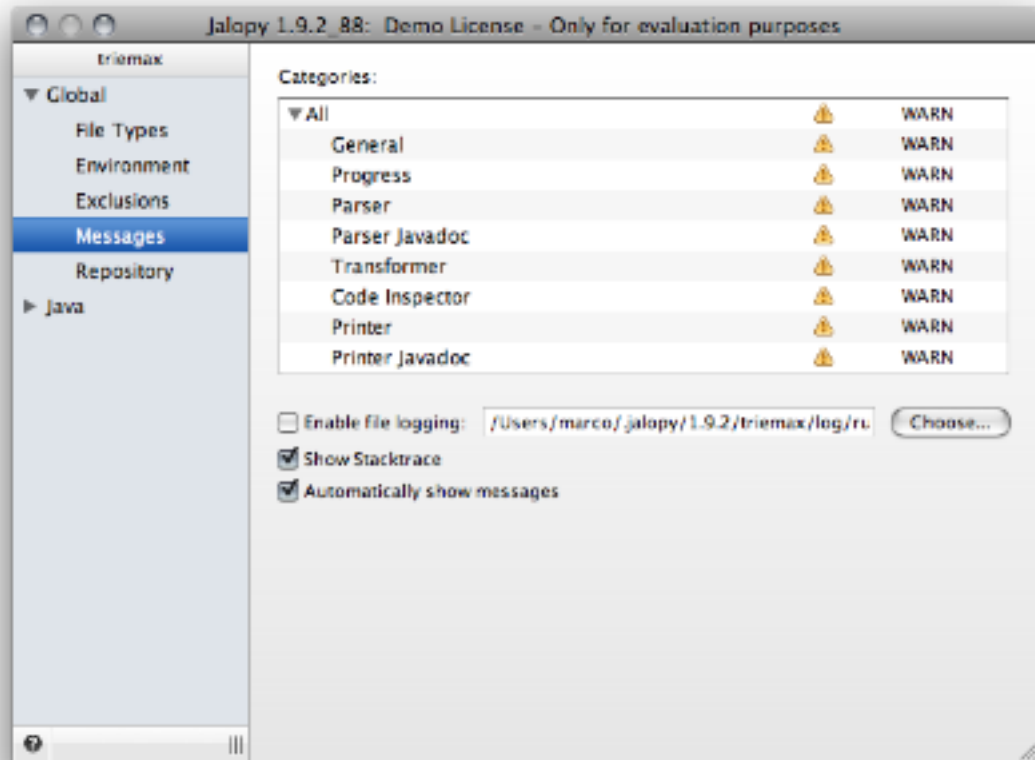 Jalopy 1.9.2_88: Demo License – Only for evaluation purposes
triemax
Global
File Types
Environment
Exclusions
Messages
Repository
Java
Categories:
All WARN
General WARN
Progress WARN
Parser WARN
Parser Javadoc WARN
Transformer WARN
Code Inspector WARN
Printer WARN
Printer Javadoc WARN
Enable file logging: /Users/marco/.jalopy/1.9.2/triemax/log/ru Choose...
Show Stacktrace
Automatically show messages